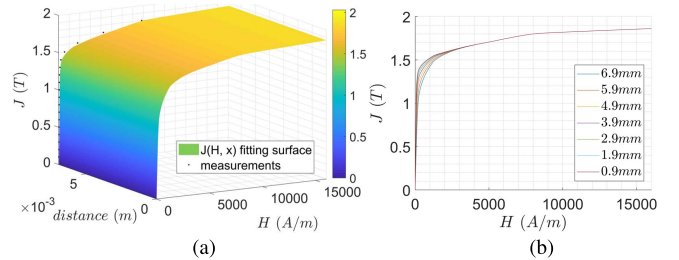 2
1.5
1
0.5
0
J (T)
5
0
×10⁻³
distance (m)
0
5000
10000
15000
H (A/m)
J(H, x) fitting surface
measurements
2
1.5
1
0.5
0
(a)
2
1.5
1
0.5
0
J (T)
0
5000
10000
15000
H (A/m)
6.9mm
5.9mm
4.9mm
3.9mm
2.9mm
1.9mm
0.9mm
(b)